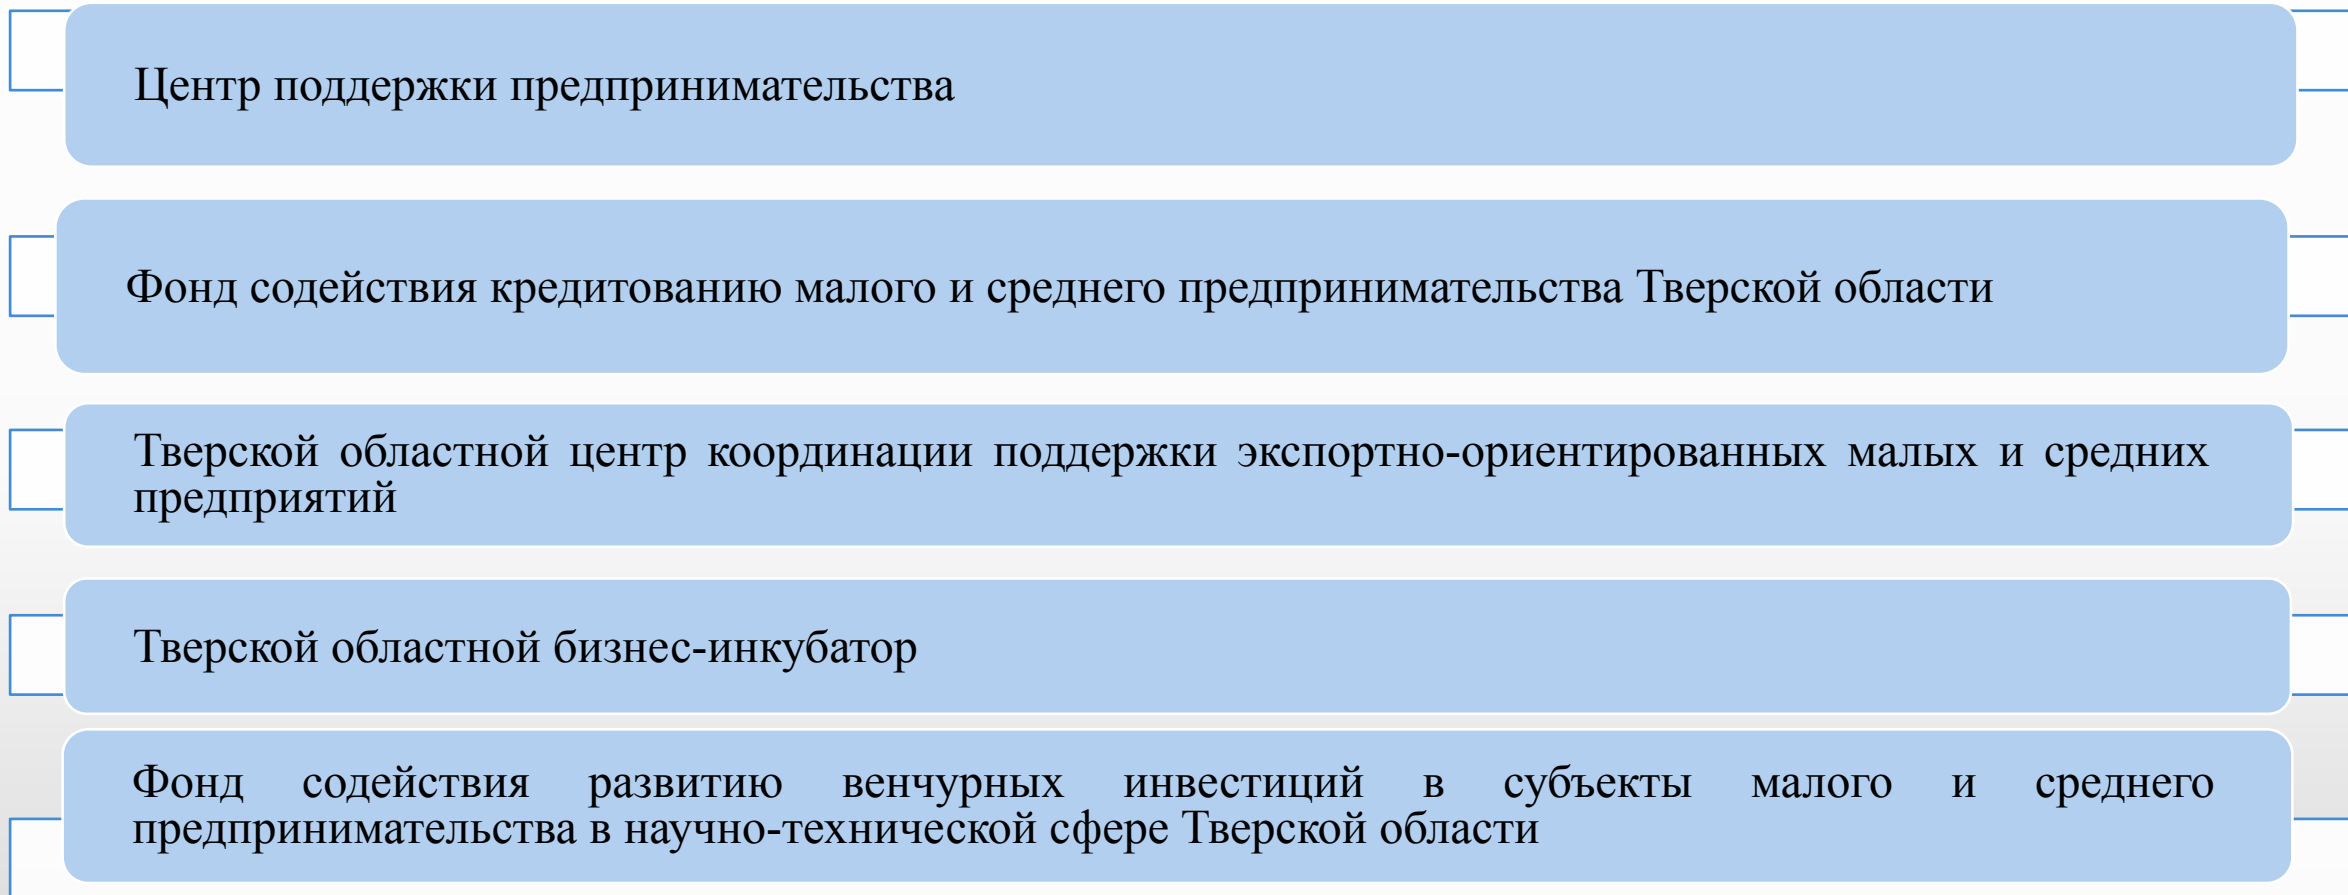 Центр поддержки предпринимательства
Фонд содействия кредитованию малого и среднего предпринимательства Тверской области
Тверской областной центр координации поддержки экспортно-ориентированных малых и средних
предприятий
Тверской областной бизнес-инкубатор
Фонд содействия развитию венчурных инвестиций в субъекты малого и среднего
предпринимательства в научно-технической сфере Тверской области